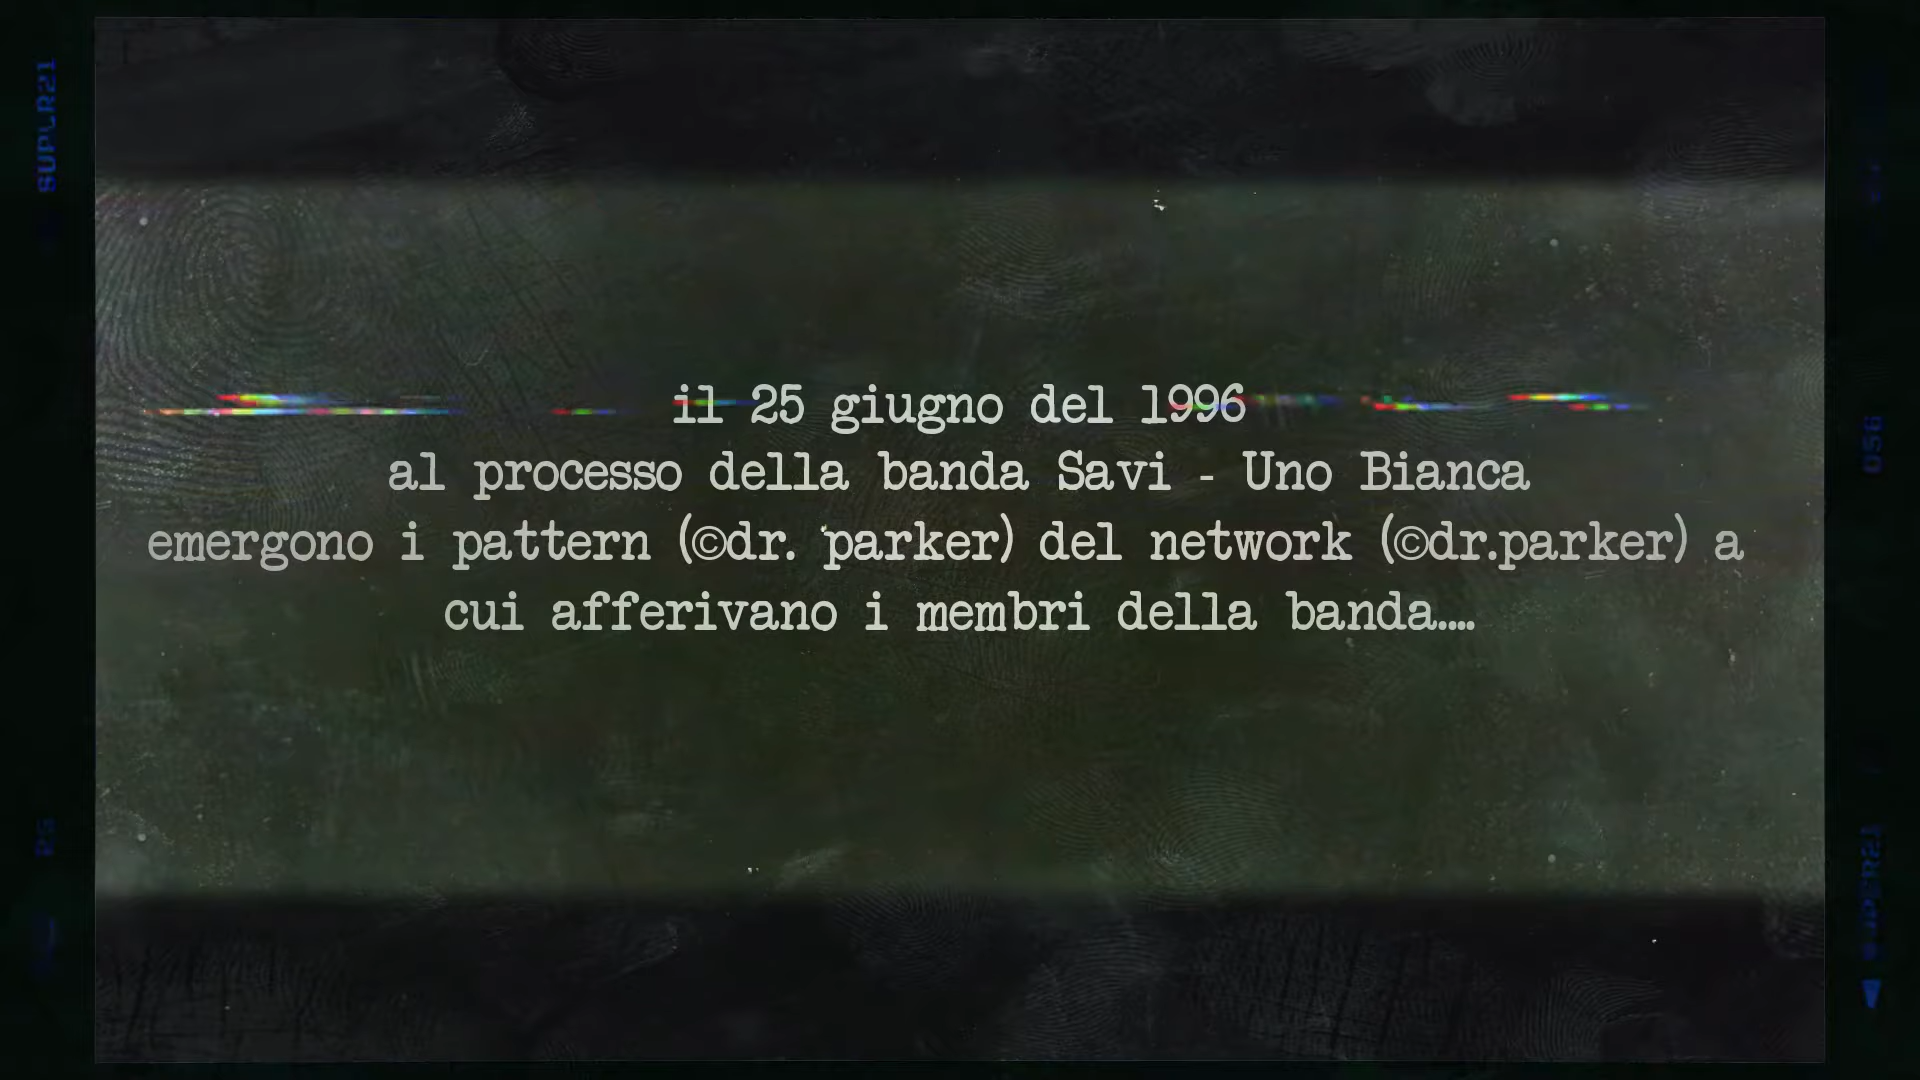 il 25 giugno del 1996
al processo della banda Savi - Uno Bianca
emergono i pattern (©dr. parker) del network (©dr.parker) a
cui afferivano i membri della banda....
056